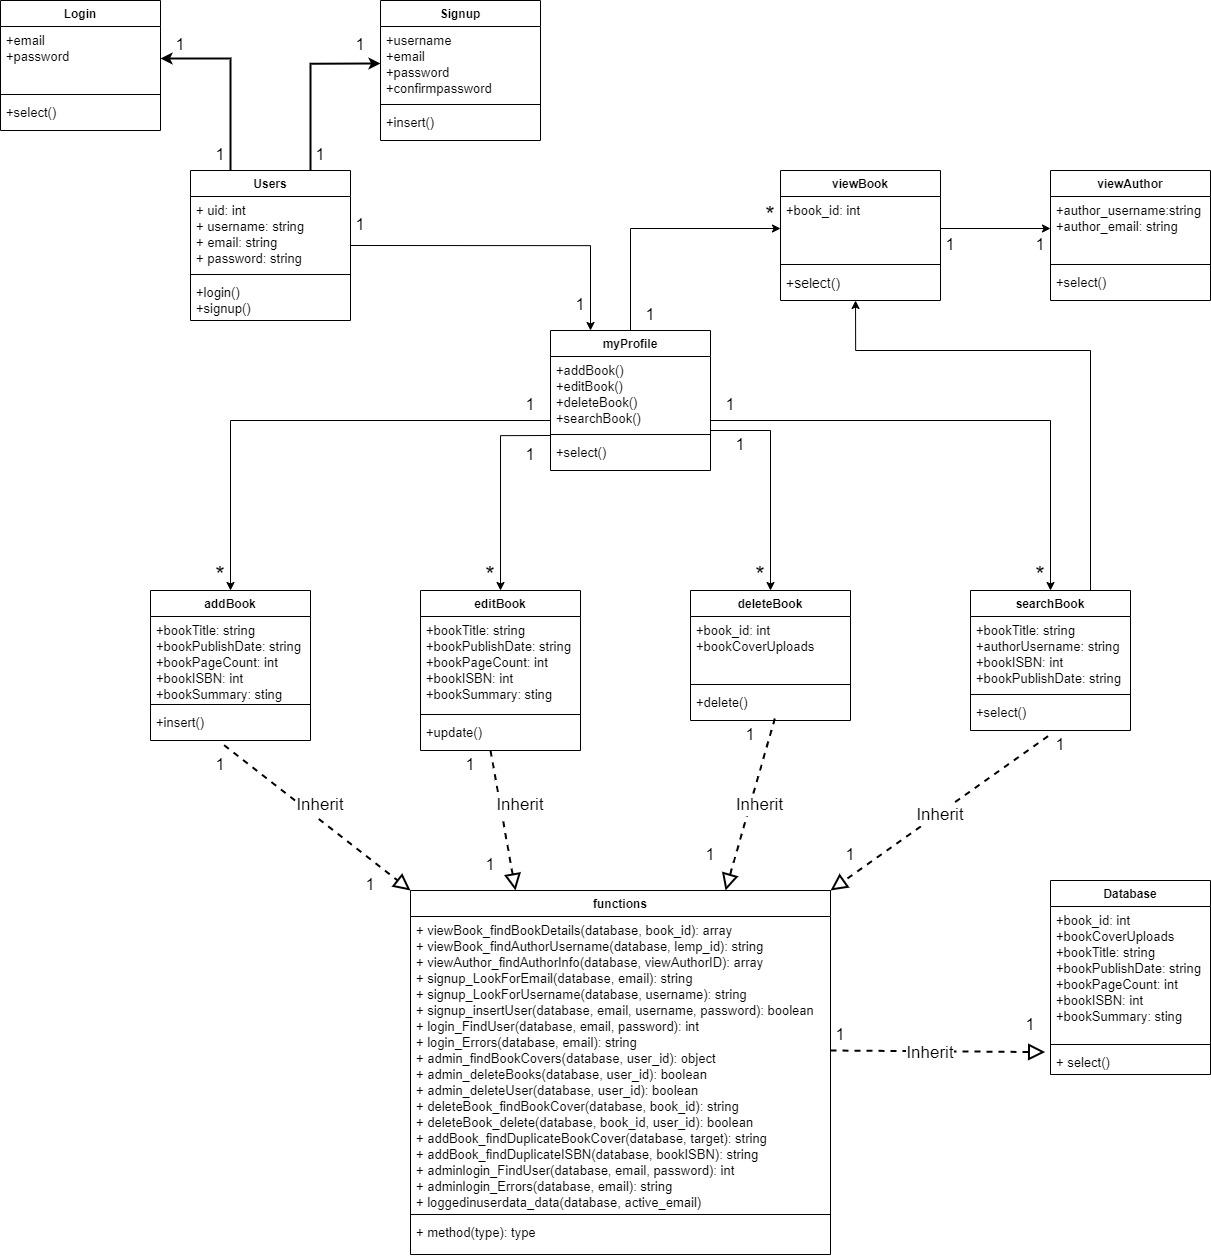 Login
+email
+password
+select()
1
1
Signup
+username
+email
+password
+confirmpassword
+insert()
1
1
Users
+ uid: int
+ username: string
+ email: string
+ password: string
+login()
+signup()
1
1
*
1
viewBook
+book_id: int
+select()
1
1
viewAuthor
+author_username:string
+author_email: string
+select()
myProfile
+addBook()
+editBook()
+deleteBook()
+searchBook()
+select()
1
1
1
1
*
*
*
*
addBook
+bookTitle: string
+bookPublishDate: string
+bookPageCount: int
+bookISBN: int
+bookSummary: sting
+insert()
editBook
+bookTitle: string
+bookPublishDate: string
+bookPageCount: int
+bookISBN: int
+bookSummary: sting
+update()
deleteBook
+book_id: int
+bookCoverUploads
+delete()
searchBook
+bookTitle: string
+authorUsername: string
+bookISBN: int
+bookPublishDate: string
+select()
1
Inherit
1
1
Inherit
1
1
Inherit
1
1
Inherit
1
functions
+ viewBook_findBookDetails(database, book_id): array
+ viewBook_findAuthorUsername(database, lemp_id): string
+ viewAuthor_findAuthorInfo(database, viewAuthorID): array
+ signup_LookForEmail(database, email): string
+ signup_LookForUsername(database, username): string
+ signup_insertUser(database, email, username, password): boolean
+ login_FindUser(database, email, password): int
+ login_Errors(database, email): string
+ admin_findBookCovers(database, user_id): object
+ admin_deleteBooks(database, user_id): boolean
+ admin_deleteUser(database, user_id): boolean
+ deleteBook_findBookCover(database, book_id): string
+ deleteBook_delete(database, book_id, user_id): boolean
+ addBook_findDuplicateBookCover(database, target): string
+ addBook_findDuplicateISBN(database, bookISBN): string
+ adminlogin_FindUser(database, email, password): int
+ adminlogin_Errors(database, email): string
+ loggedinuserdata_data(database, active_email)
+ method(type): type
1
Inherit
1
Database
+book_id: int
+bookCoverUploads
+bookTitle: string
+bookPublishDate: string
+bookPageCount: int
+bookISBN: int
+bookSummary: sting
+ select()